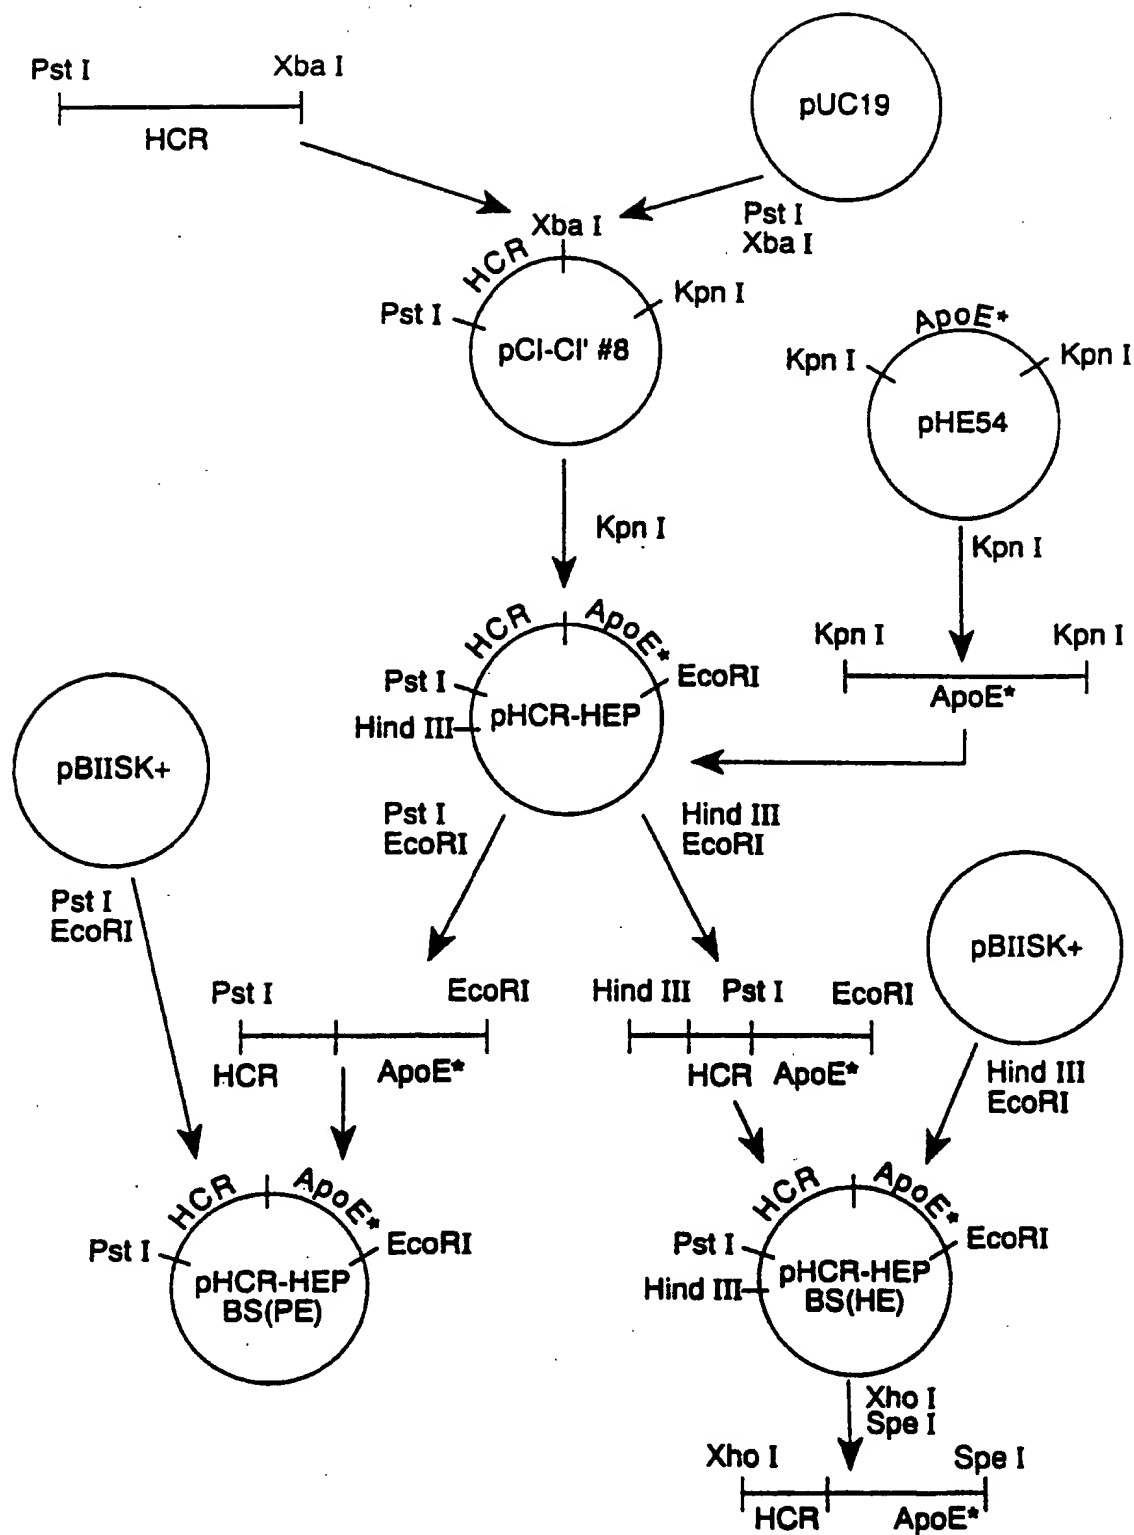 Pst I
Xba I
HCR
pUC19
Pst I
Xba I
Xba I
HCR
Pst I
Kpn I
pCI-CI' #8
ApoE*
Kpn I
Kpn I
pHE54
Kpn I
Kpn I
HCR
ApoE*
Pst I
EcoRI
Hind III
pHCR-HEP
Kpn I
Kpn I
ApoE*
pBIISK+
Pst I
EcoRI
Pst I
EcoRI
Hind III
EcoRI
pBIISK+
Pst I
EcoRI
HCR
ApoE*
Hind III
Pst I
EcoRI
HCR
ApoE*
Hind III
EcoRI
HCR
ApoE*
Pst I
EcoRI
pHCR-HEP
BS(PE)
HCR
ApoE*
Pst I
EcoRI
Hind III
pHCR-HEP
BS(HE)
Xho I
Spe I
Xho I
Spe I
HCR
ApoE*